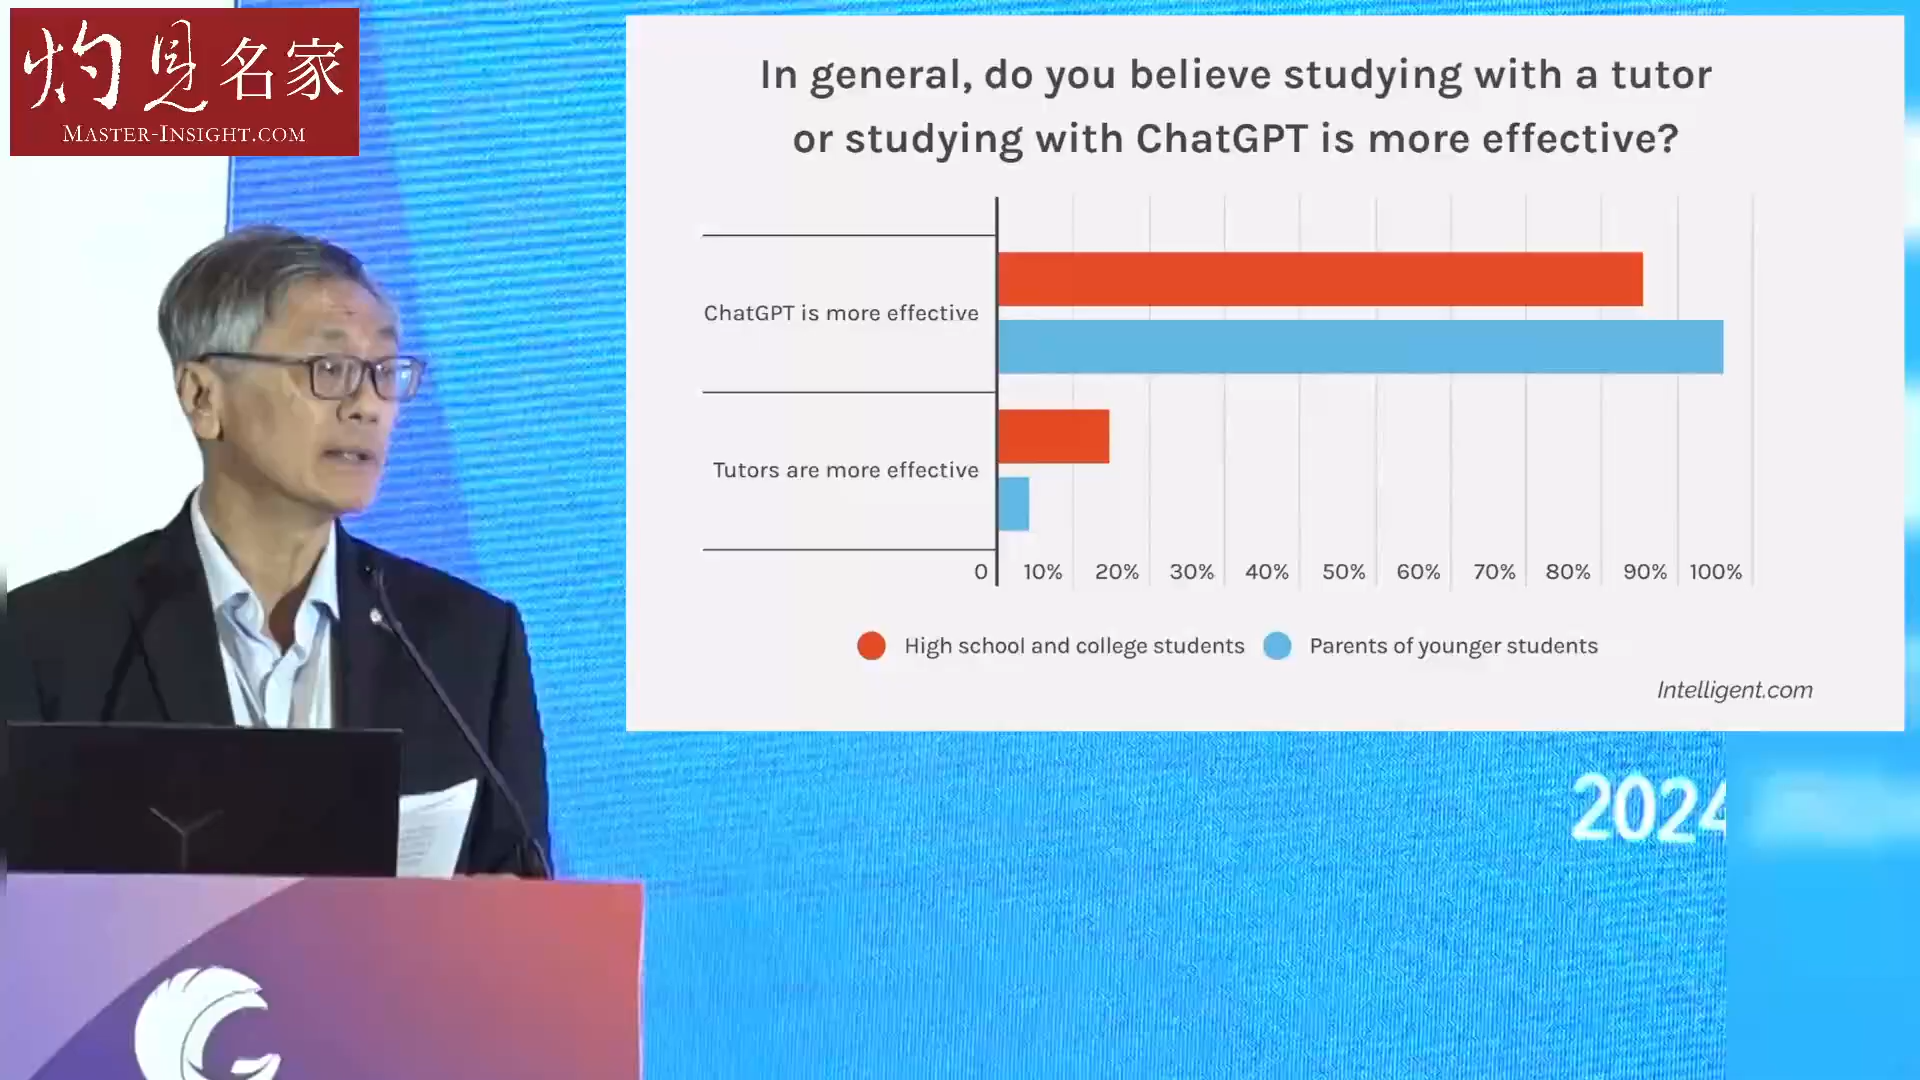 灼見名家
MASTER-INSIGHT.COM
In general, do you believe studying with a tutor
or studying with ChatGPT is more effective?
ChatGPT is more effective
Tutors are more effective
0 10% 20% 30% 40% 50% 60% 70% 80% 90% 100%
High school and college students Parents of younger students
Intelligent.com
2024